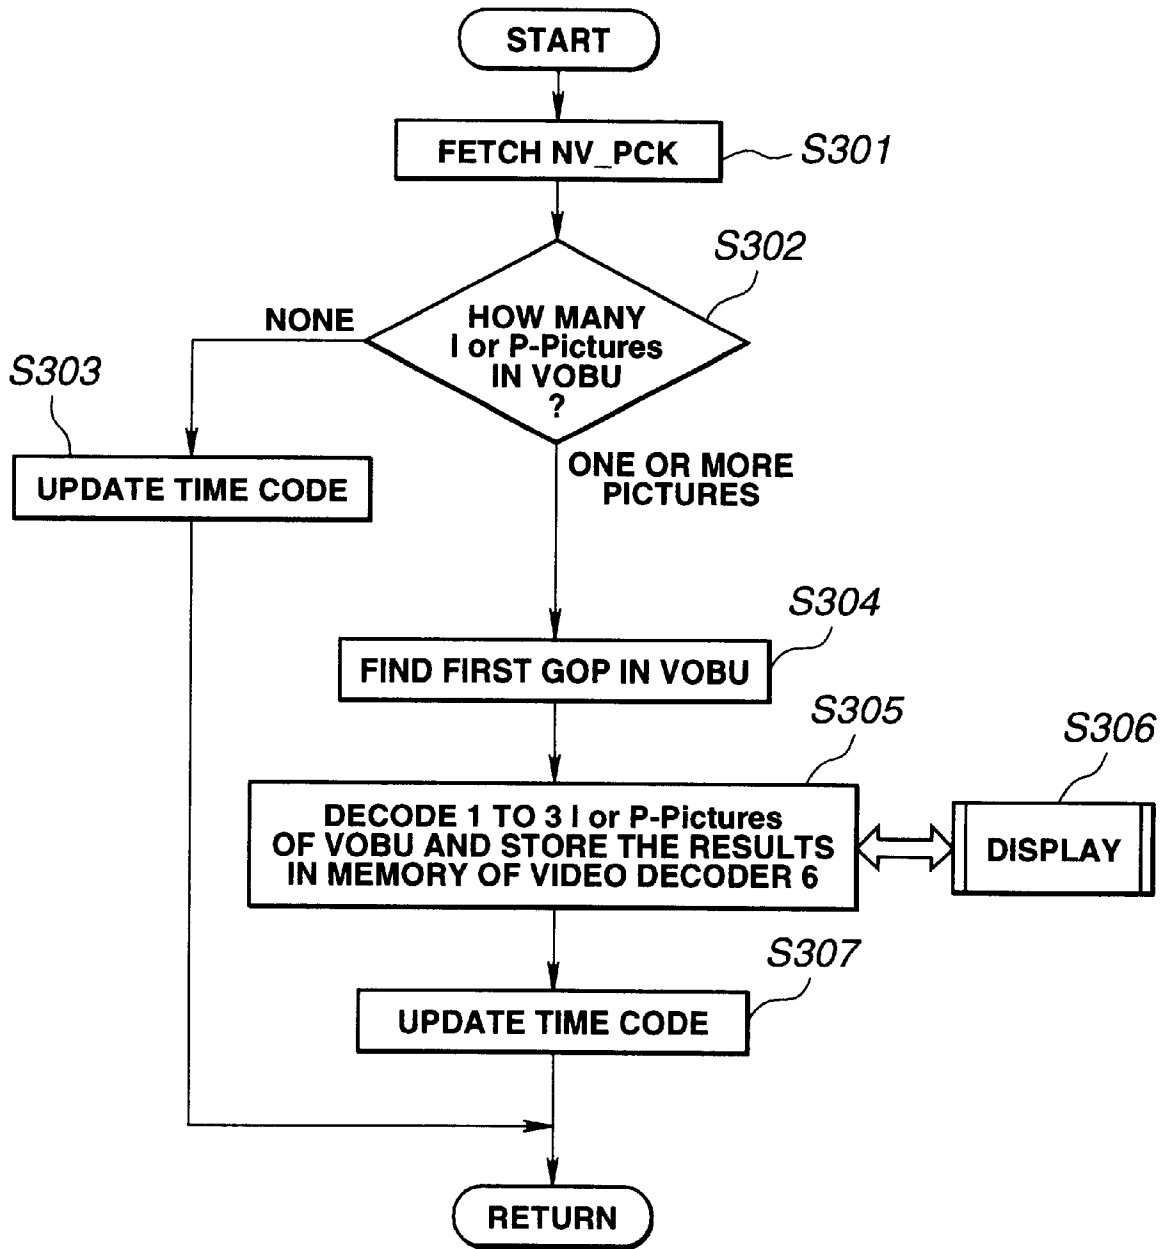 START
FETCH NV_PCK
S301
S302
HOW MANY
I or P-Pictures
IN VOBU
?
NONE
S303
UPDATE TIME CODE
ONE OR MORE
PICTURES
S304
FIND FIRST GOP IN VOBU
S305
DECODE 1 TO 3 I or P-Pictures
OF VOBU AND STORE THE RESULTS
IN MEMORY OF VIDEO DECODER 6
S306
DISPLAY
S307
UPDATE TIME CODE
RETURN